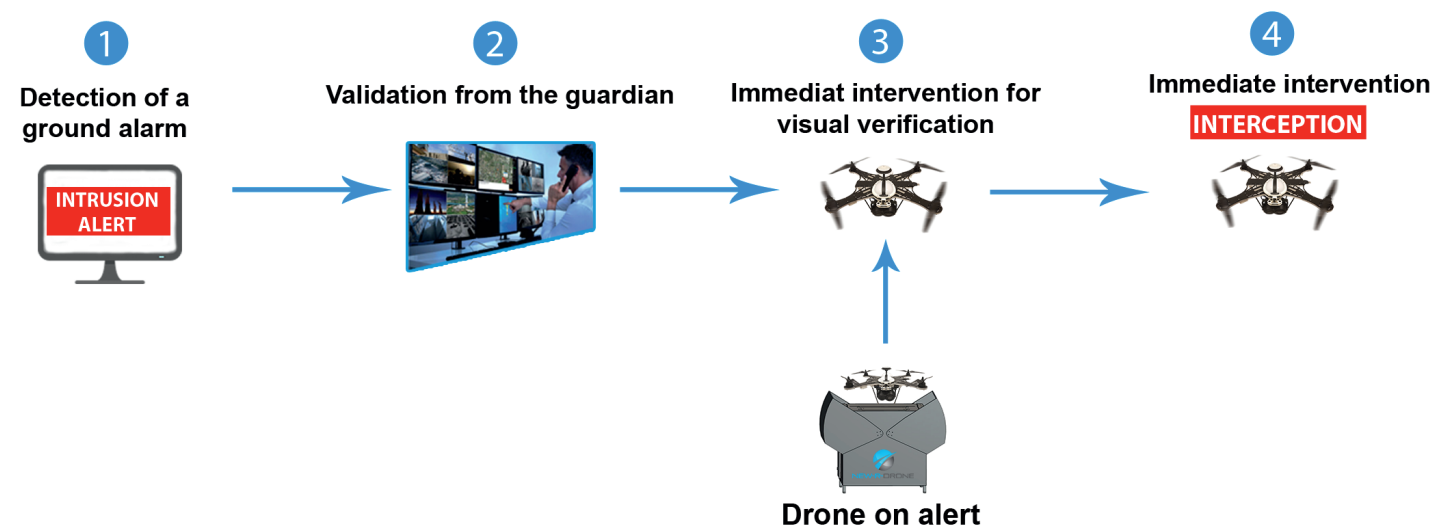 1
Detection of a
ground alarm
INTRUSION
ALERT
2
Validation from the guardian
3
Immediat intervention for
visual verification
4
Immediate intervention
INTERCEPTION
DRONE
Drone on alert